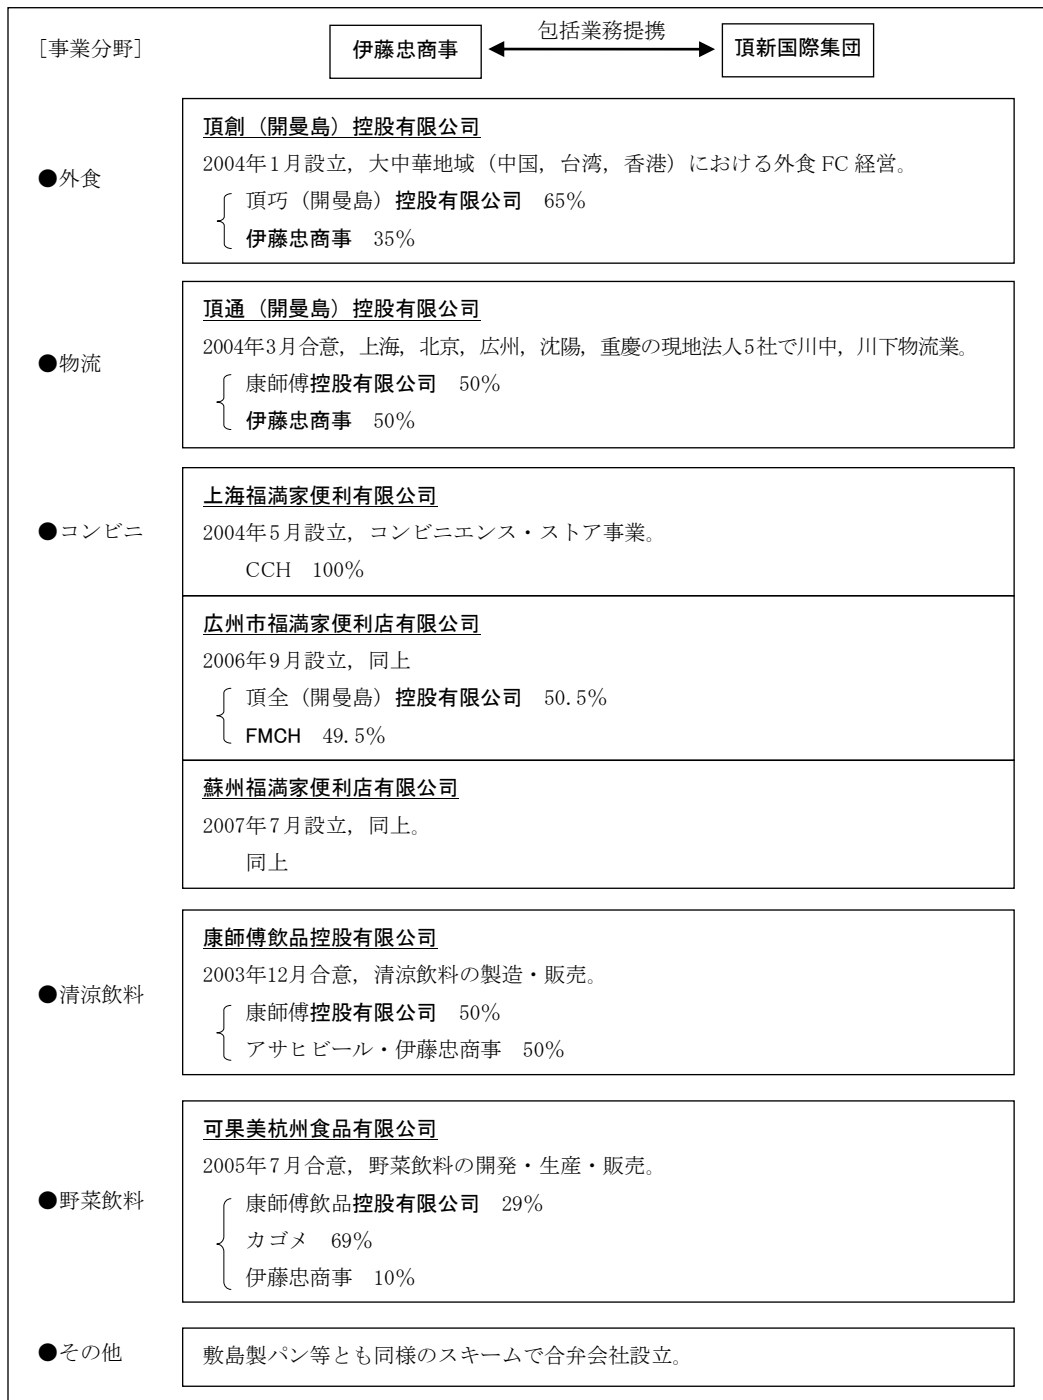 ［事業分野］
伊藤忠商事
包括業務提携
頂新国際集団
●外食
頂創（開曼島）控股有限公司
2004年1月設立，大中華地域（中国，台湾，香港）における外食 FC 経営。
頂巧（開曼島）控股有限公司　65％
伊藤忠商事　35％
●物流
頂通（開曼島）控股有限公司
2004年3月合意，上海，北京，広州，沈陽，重慶の現地法人5社で川中，川下物流業。
康師傅控股有限公司　50％
伊藤忠商事　50％
●コンビニ
上海福満家便利有限公司
2004年5月設立，コンビニエンス・ストア事業。
CCH　100％
広州市福満家便利店有限公司
2006年9月設立，同上
頂全（開曼島）控股有限公司　50.5％
FMCH　49.5％
蘇州福満家便利店有限公司
2007年7月設立，同上。
同上
●清涼飲料
康師傅飲品控股有限公司
2003年12月合意，清涼飲料の製造・販売。
康師傅控股有限公司　50％
アサヒビール・伊藤忠商事　50％
●野菜飲料
可果美杭州食品有限公司
2005年7月合意，野菜飲料の開発・生産・販売。
康師傅飲品控股有限公司　29％
カゴメ　69％
伊藤忠商事　10％
●その他
敷島製パン等とも同様のスキームで合弁会社設立。